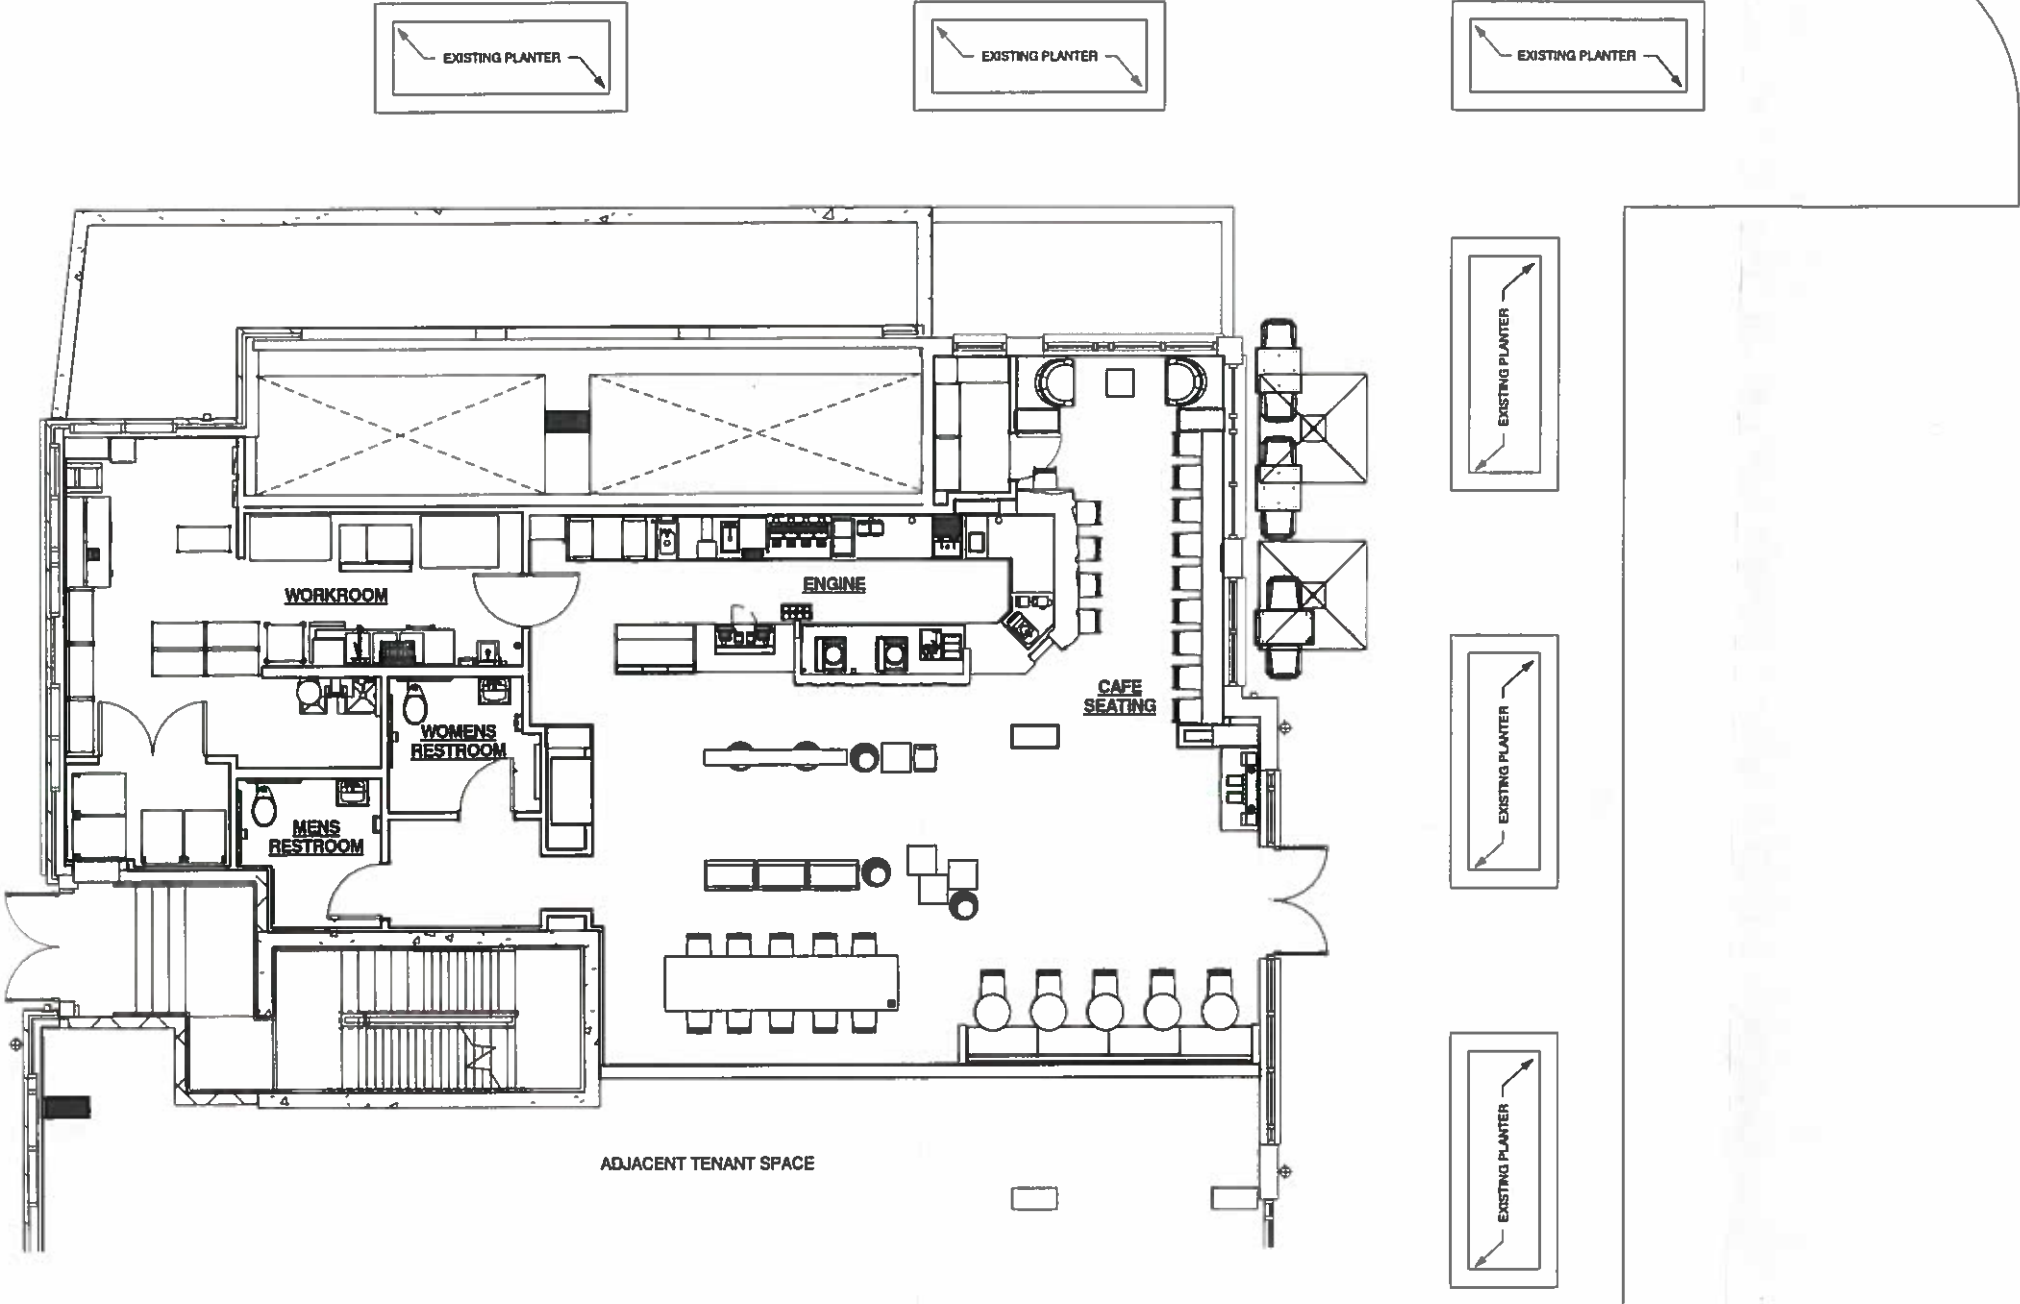 EXISTING PLANTER
EXISTING PLANTER
EXISTING PLANTER
EXISTING PLANTER
ENGINE
WORKROOM
CAFE
SEATING
WOMENS
RESTROOM
EXISTING PLANTER
MENS
RESTROOM
ADJACENT TENANT SPACE
EXISTING PLANTER